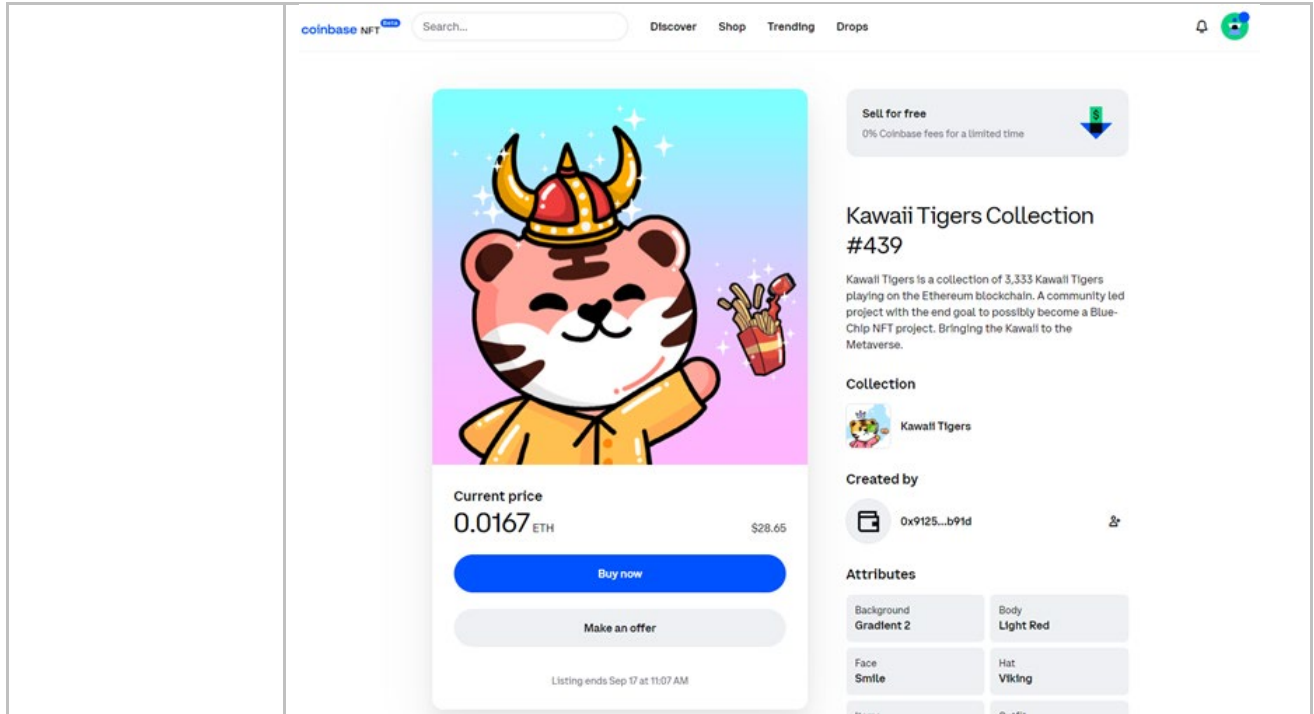 coinbase NFT Beta
Search...
Discover
Shop
Trending
Drops
Sell for free
0% Coinbase fees for a limited time
$
Kawaii Tigers Collection
#439
Kawaii Tigers is a collection of 3,333 Kawaii Tigers
playing on the Ethereum blockchain. A community led
project with the end goal to possibly become a Blue-
Chip NFT project. Bringing the Kawaii to the
Metaverse.
Collection
Kawaii Tigers
Created by
0x9125...b91d
Attributes
Background
Gradient 2
Body
Light Red
Face
Smile
Hat
Viking
Current price
0.0167 ETH
$28.65
Buy now
Make an offer
Listing ends Sep 17 at 11:07 AM